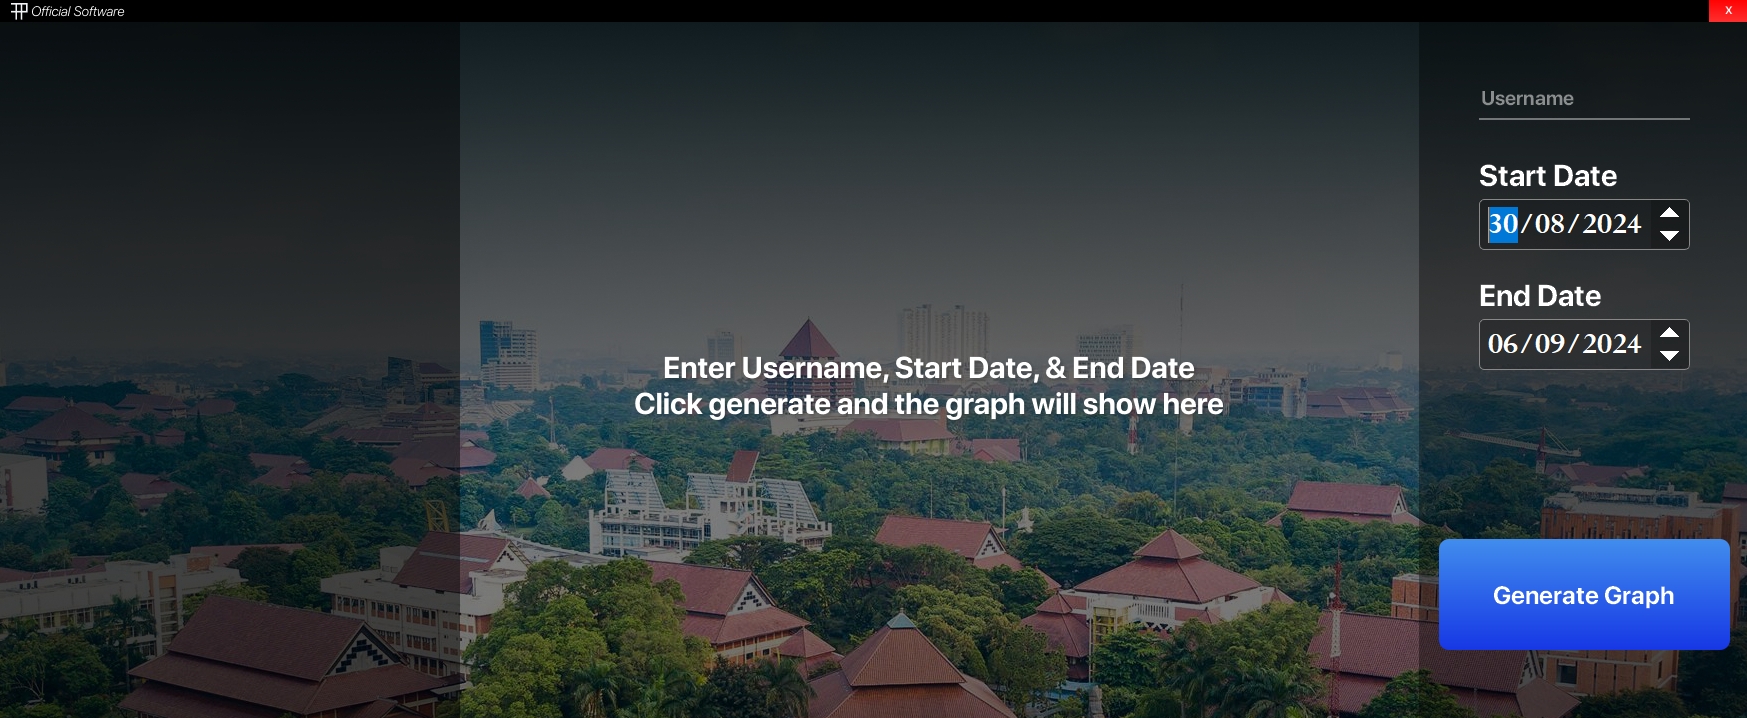 Official Software
x
Username
Start Date
30/08/2024
End Date
06/09/2024
Enter Username, Start Date, & End Date
Click generate and the graph will show here
Generate Graph